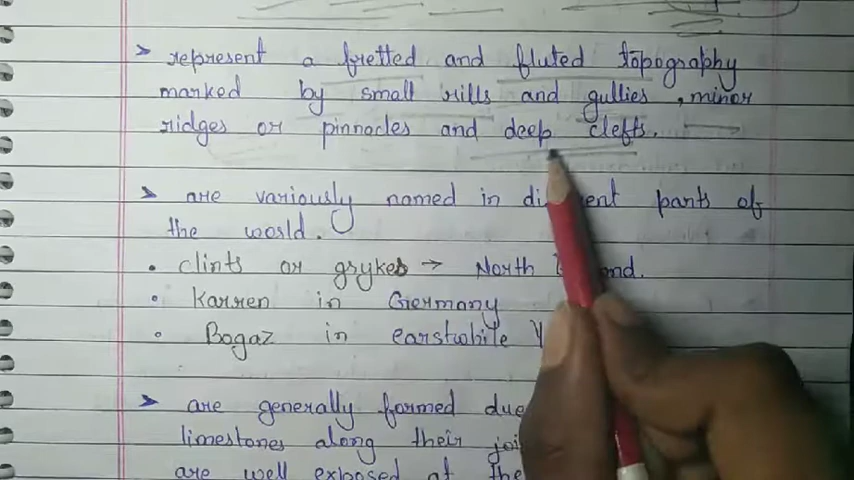 ➤ represent a fretted and fluted topography
marked by small rills and gullies, minor
ridges or pinnacles and deep clefts.
➤ are variously named in different parts of
the world.
• clints or grykes → North
• Karren in Germany
• Bogaz in earstwhile
➤ are generally formed due
limestones along their
are well exposed at the